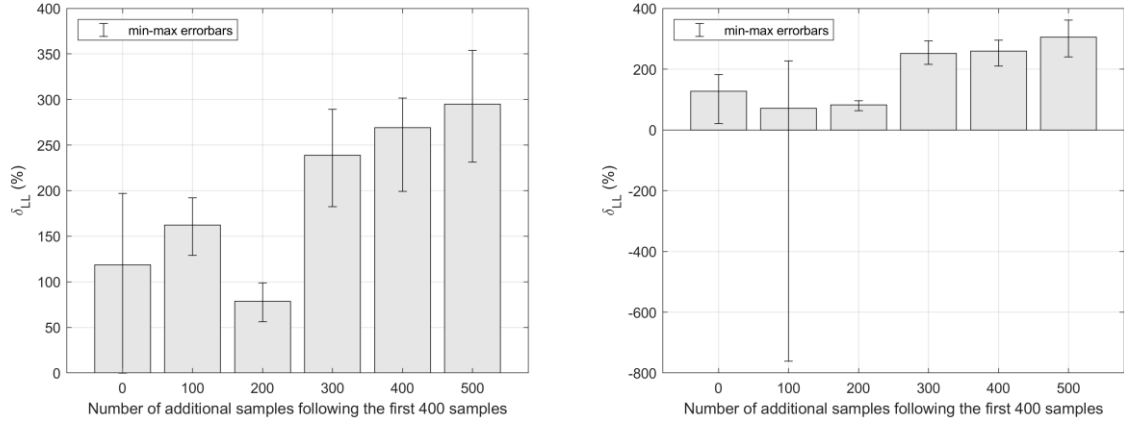 400
350
300
250
200
150
100
50
0
δLL (%)
min-max errorbars
0 100 200 300 400 500
Number of additional samples following the first 400 samples
400
200
0
-200
-400
-600
-800
δLL (%)
min-max errorbars
0 100 200 300 400 500
Number of additional samples following the first 400 samples